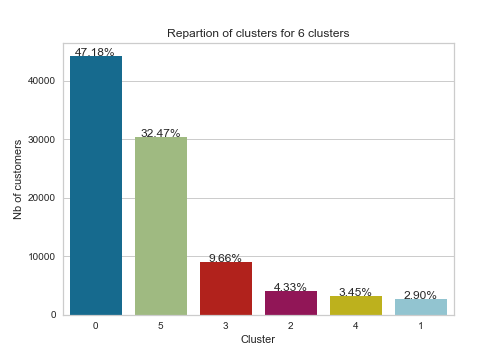 Repartion of clusters for 6 clusters
47.18%
32.47%
9.66%
4.33%
3.45%
2.90%
40000
30000
20000
10000
0
Nb of customers
0 5 3 2 4 1
Cluster